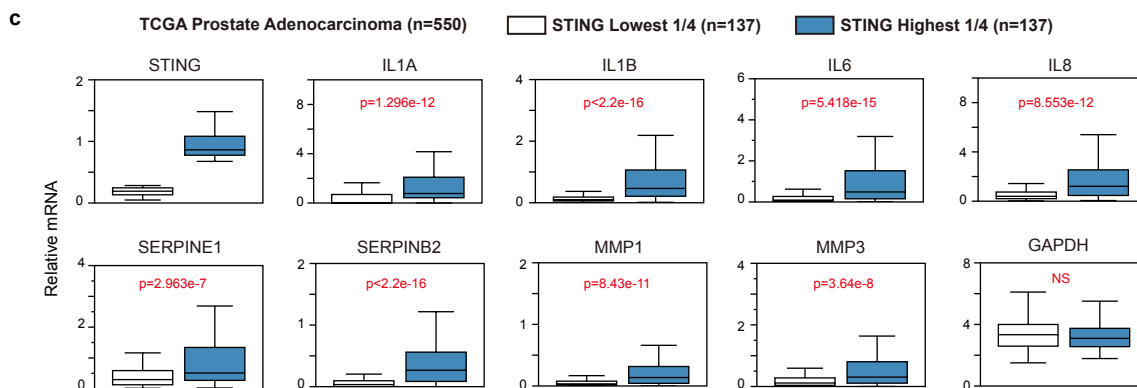 c
TCGA Prostate Adenocarcinoma (n=550) STING Lowest 1/4 (n=137) STING Highest 1/4 (n=137)
STING IL1A IL1B IL6 IL8
2 8 2 6 8
p=1.296e-12 p<2.2e-16 p=5.418e-15 p=8.553e-12
1 4 1 4 2 4
0 0 0 0 0
Relative mRNA
SERPINE1 SERPINB2 MMP1 MMP3 GAPDH
4 2 2 4 8
p=2.963e-7 p<2.2e-16 p=8.43e-11 p=3.64e-8 NS
2 1 1 2 4
0 0 0 0 0